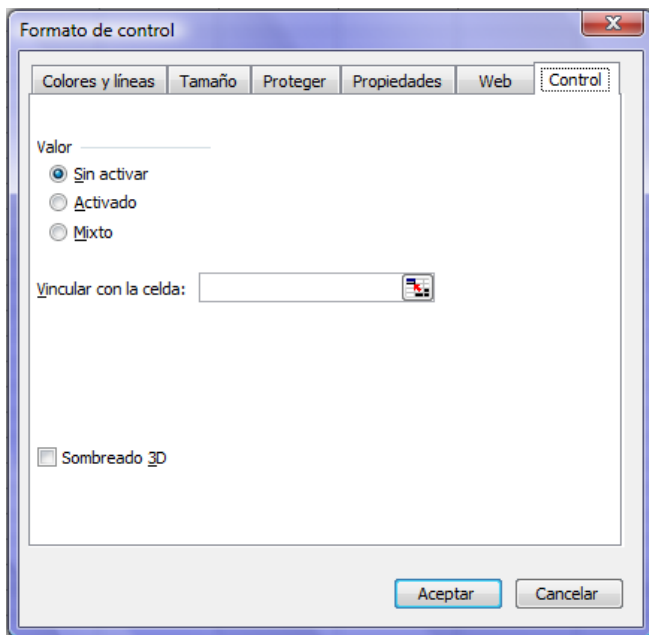 Formato de control
Colores y líneas Tamaño Proteger Propiedades Web Control
Valor
Sin activar
Activado
Mixto
Vincular con la celda:
Sombreado 3D
Aceptar Cancelar